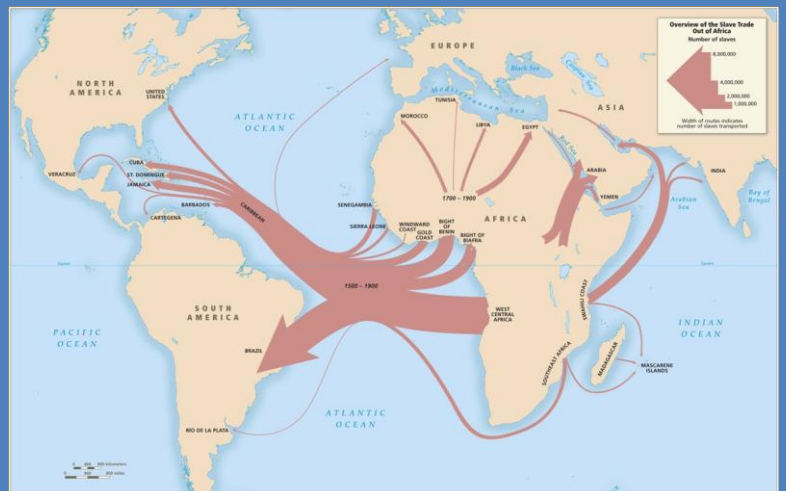 Overview of the Slave Trade
Out of Africa
Number of slaves
8,000,000
4,000,000
2,000,000
1,000,000
Width of routes indicates
number of slaves transported
EUROPE
NORTH
AMERICA
UNITED
STATES
ATLANTIC
OCEAN
Black Sea
Caspian Sea
ASIA
Mediterranean Sea
TUNISIA
MOROCCO
LIBYA
EGYPT
Red Sea
CUBA
ST. DOMINGUE
JAMAICA
VERACRUZ
BARBADOS
CARTAGENA
CARIBBEAN
ARABIA
YEMEN
INDIA
Arabian
Sea
Bay of
Bengal
1700 – 1900
AFRICA
SENEGAMBIA
SIERRA LEONE
WINDWARD
COAST
GOLD
COAST
BIGHT
OF
BENIN
BIGHT OF
BIAFRA
1500 – 1900
SOUTH
AMERICA
WEST
CENTRAL
AFRICA
SWAHILI COAST
PACIFIC
OCEAN
INDIAN
OCEAN
BRAZIL
SOUTHEAST AFRICA
MADAGASCAR
MASCARENE
ISLANDS
ATLANTIC
OCEAN
RÍO DE LA PLATA